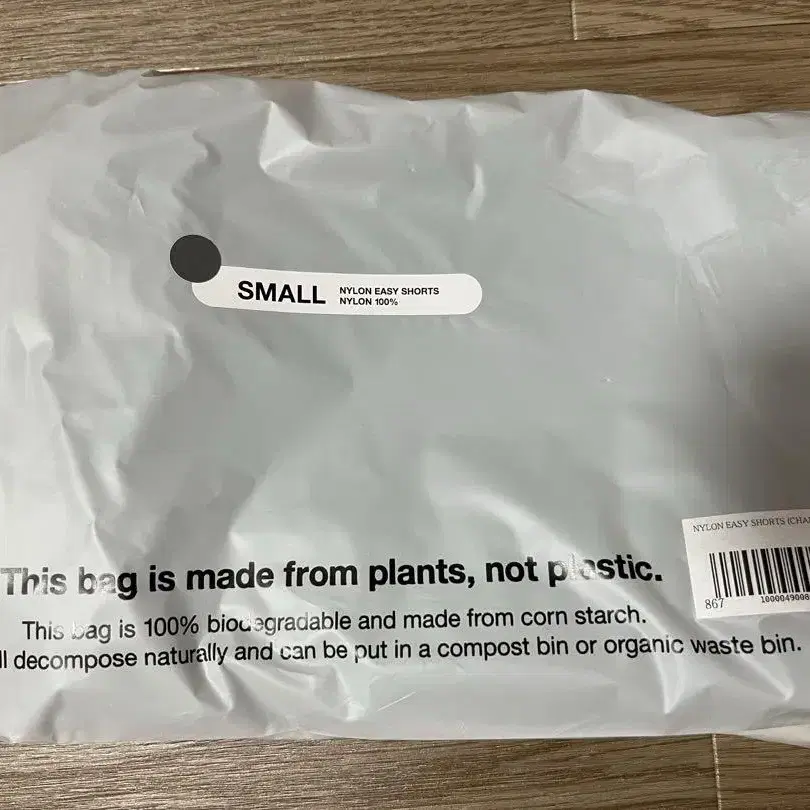 SMALL
NYLON EASY SHORTS
NYLON 100%
NYLON EASY SHORTS (CHA
867
1000049008
This bag is made from plants, not plastic.
This bag is 100% biodegradable and made from corn starch.
ll decompose naturally and can be put in a compost bin or organic waste bin.